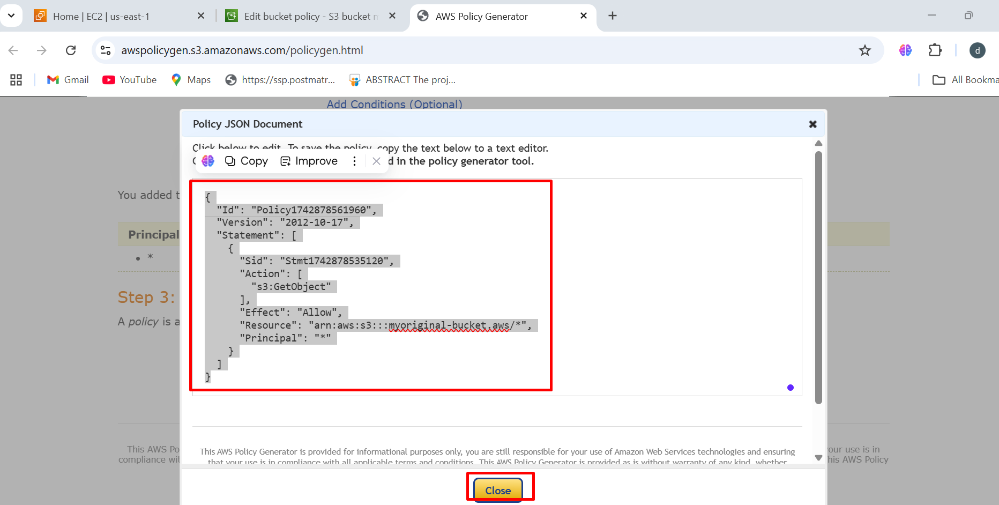 Home | EC2 | us-east-1
Edit bucket policy - S3 bucket
AWS Policy Generator
awspolicygen.s3.amazonaws.com/policygen.html
d
Gmail
YouTube
Maps
https://ssp.postmatr...
ABSTRACT The proj...
All Bookma
Add Conditions (Optional)
Policy JSON Document
Click below to edit. To save the policy, copy the text below to a text editor.
d in the policy generator tool.
Copy
Improve
You added t
Principal
• *
Step 3:
A policy is a
{
"Id": "Policy1742878561960",
"Version": "2012-10-17",
"Statement": [
{
"Sid": "Stmt1742878535120",
"Action": [
"s3:GetObject"
],
"Effect": "Allow",
"Resource": "arn:aws:s3:::myoriginal-bucket.aws/*",
"Principal": "*"
}
]
}
This AWS Po
compliance wit
This AWS Policy Generator is provided for informational purposes only, you are still responsible for your use of Amazon Web Services technologies and ensuring
that your use is in compliance with all applicable terms and conditions. This AWS Policy Generator is provided as is without warranty of any kind, whether
our use is in
his AWS Policy
Close